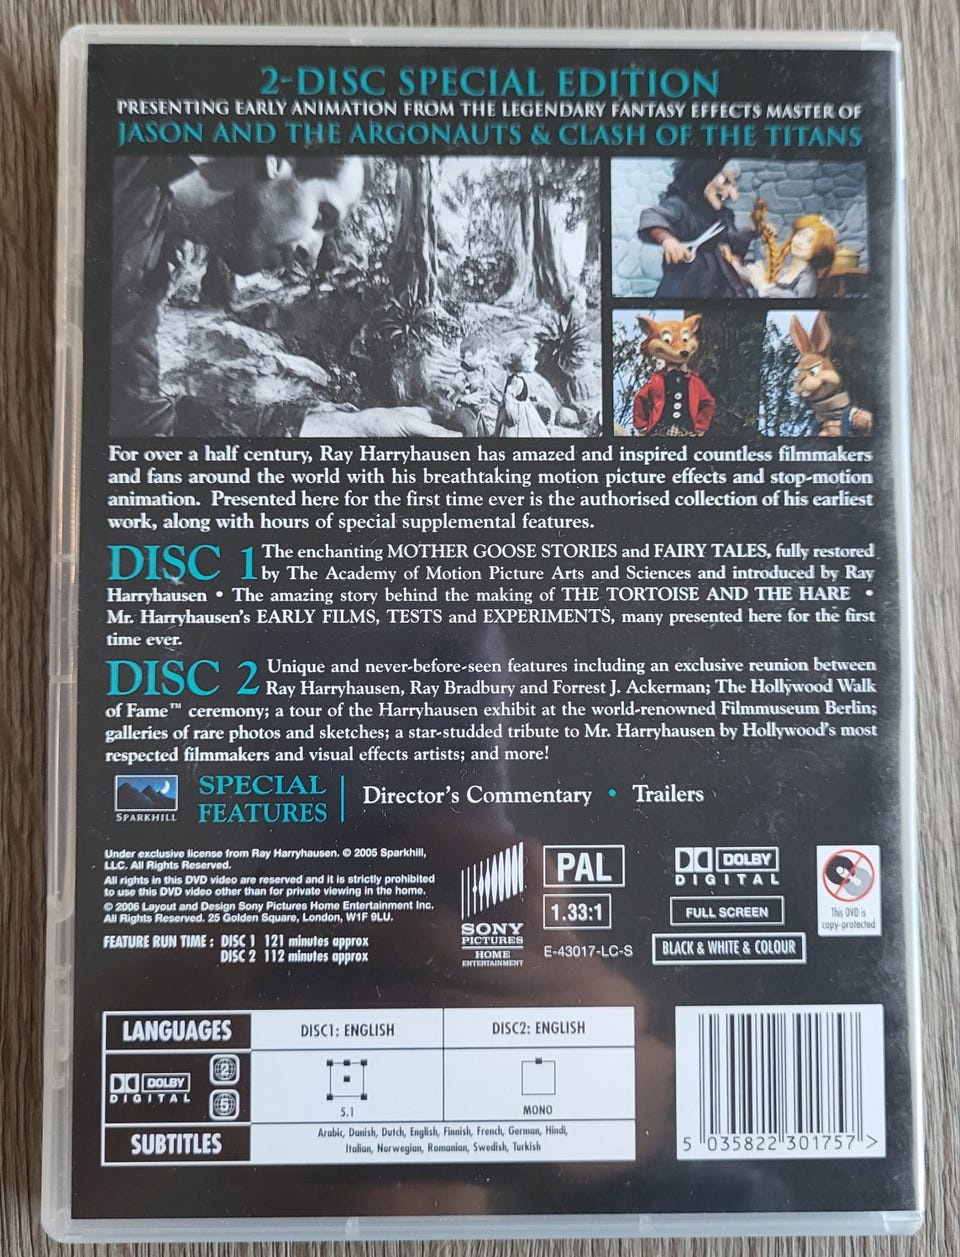 2-DISC SPECIAL EDITION
PRESENTING EARLY ANIMATION FROM THE LEGENDARY FANTASY EFFECTS MASTER OF
JASON AND THE ARGONAUTS & CLASH OF THE TITANS
For over a half century, Ray Harryhausen has amazed and inspired countless filmmakers
and fans around the world with his breathtaking motion picture effects and stop-motion
animation. Presented here for the first time ever is the authorised collection of his earliest
work, along with hours of special supplemental features.
DISC 1 The enchanting MOTHER GOOSE STORIES and FAIRY TALES, fully restored
by The Academy of Motion Picture Arts and Sciences and introduced by Ray
Harryhausen • The amazing story behind the making of THE TORTOISE AND THE HARE •
Mr. Harryhausen's EARLY FILMS, TESTS and EXPERIMENTS, many presented here for the first
time ever.
DISC 2 Unique and never-before-seen features including an exclusive reunion between
Ray Harryhausen, Ray Bradbury and Forrest J. Ackerman; The Hollywood Walk
of Fame™ ceremony; a tour of the Harryhausen exhibit at the world-renowned Filmmuseum Berlin;
galleries of rare photos and sketches; a star-studded tribute to Mr. Harryhausen by Hollywood's most
respected filmmakers and visual effects artists; and more!
SPARKHILL
SPECIAL
FEATURES
Director's Commentary • Trailers
Under exclusive license from Ray Harryhausen. © 2005 Sparkhill,
LLC. All Rights Reserved.
All rights in this DVD video are reserved and it is strictly prohibited
to use this DVD video other than for private viewing in the home.
© 2006 Layout and Design Sony Pictures Home Entertainment Inc.
All Rights Reserved. 25 Golden Square, London, W1F 9LU.
FEATURE RUN TIME : DISC 1 121 minutes approx
DISC 2 112 minutes approx
SONY
PICTURES
HOME
ENTERTAINMENT
PAL
1.33:1
E-43017-LC-S
DOLBY
DIGITAL
FULL SCREEN
BLACK & WHITE & COLOUR
This DVD is
copy-protected
LANGUAGES
DISC1: ENGLISH
DISC2: ENGLISH
DOLBY
DIGITAL
2
5
5.1
MONO
SUBTITLES
Arabic, Danish, Dutch, English, Finnish, French, German, Hindi,
Italian, Norwegian, Romanian, Swedish, Turkish
5 035822 301757 >